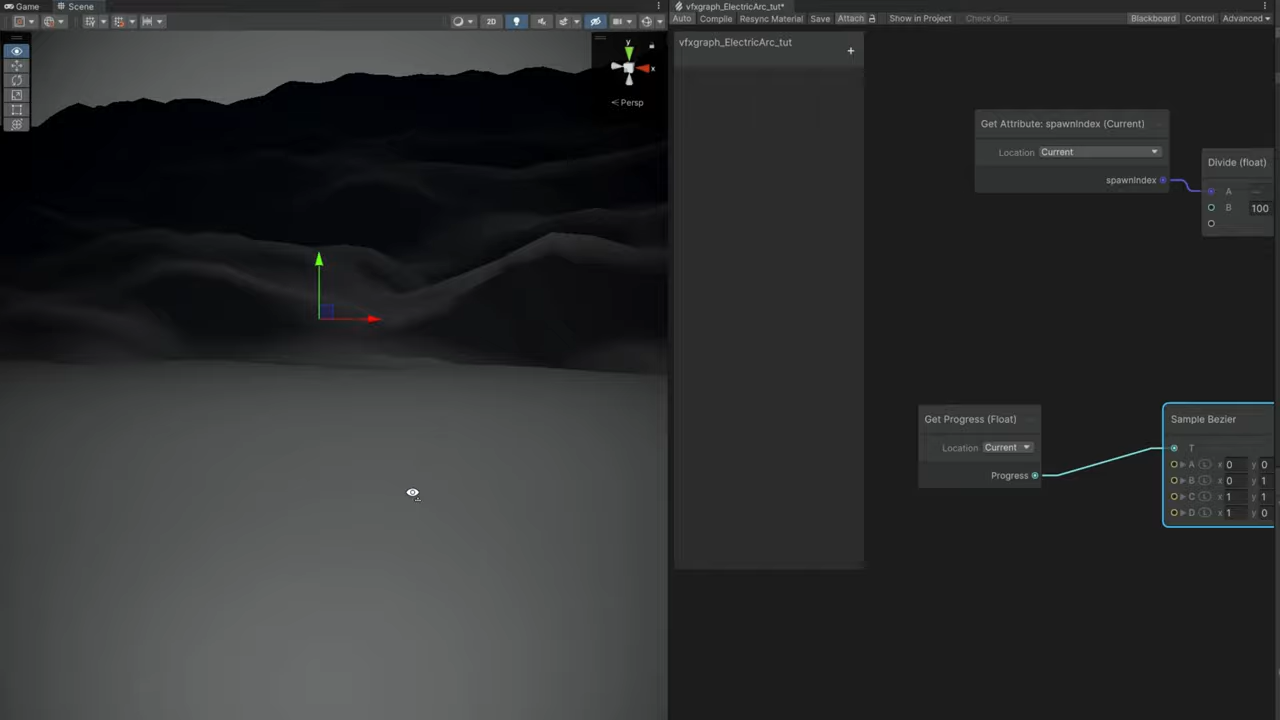 Game
Scene
2D
y
x
Persp
vfxgraph_ElectricArc_tut*
Auto
Compile
Resync Material
Save
Attach
Show in Project
Check Out
Blackboard
Control
Advanced
vfxgraph_ElectricArc_tut
+
Get Attribute: spawnIndex (Current)
Location Current
spawnIndex
Divide (float)
A
B 100
Get Progress (Float)
Location Current
Progress
Sample Bezier
T
A L x 0 y 0
B L x 0 y 1
C L x 1 y 1
D L x 1 y 0